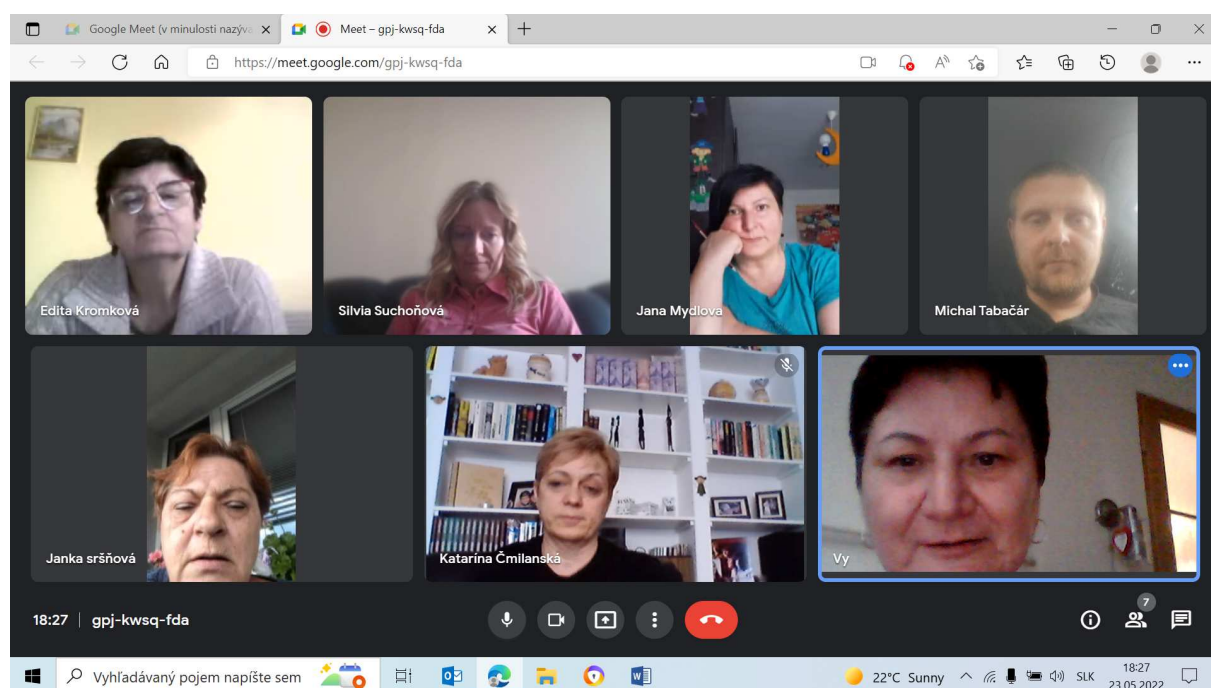 Google Meet (v minulosti nazýva
Meet – gpj-kwsq-fda
https://meet.google.com/gpj-kwsq-fda
Edita Kromková
Silvia Suchoňová
Jana Mydlova
Michal Tabačár
Janka sršňová
Katarína Čmilanská
Vy
18:27 | gpj-kwsq-fda
7
Vyhľadávaný pojem napíšte sem
22°C Sunny
SLK
18:27
23.05.2022